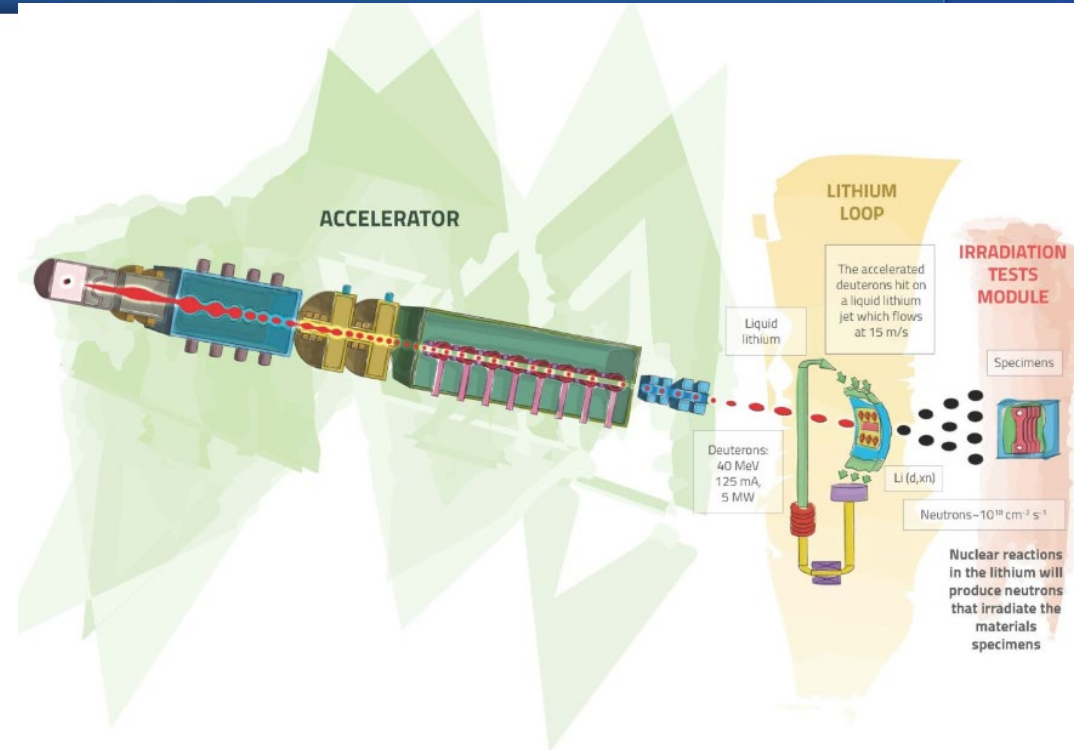 ACCELERATOR
LITHIUM
LOOP
The accelerated
deuterons hit on
a liquid lithium
jet which flows
at 15 m/s
IRRADIATION
TESTS
MODULE
Liquid
lithium
Specimens
Deuterons:
40 MeV
125 mA,
5 MW
Li (d,xn)
Neutrons~10¹⁸ cm⁻² s⁻¹
Nuclear reactions
in the lithium will
produce neutrons
that irradiate the
materials
specimens